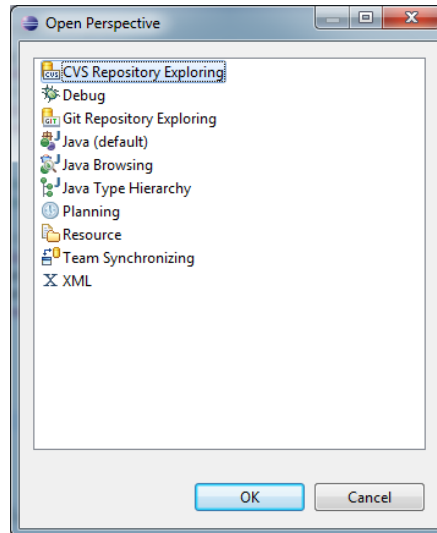 Open Perspective
CVS Repository Exploring
Debug
Git Repository Exploring
Java (default)
Java Browsing
Java Type Hierarchy
Planning
Resource
Team Synchronizing
XML
OK
Cancel